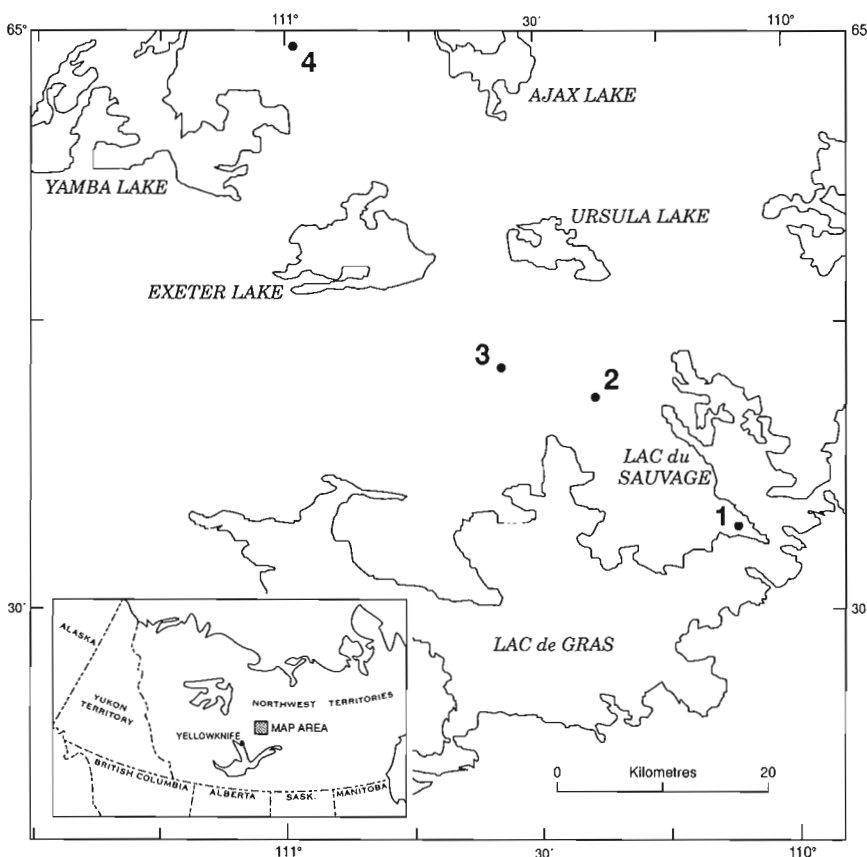 111° 30′ 110°
65° 65°
4
AJAX LAKE
YAMBA LAKE
URSULA LAKE
EXETER LAKE
3
2
LAC du
SAUVAGE
1
30′ 30′
LAC de GRAS
ALASKA
YUKON
TERRITORY
NORTHWEST TERRITORIES
YELLOWKNIFE
MAP AREA
BRITISH COLUMBIA
ALBERTA
SASK.
MANITOBA
0 Kilometres 20
111° 30′ 110°